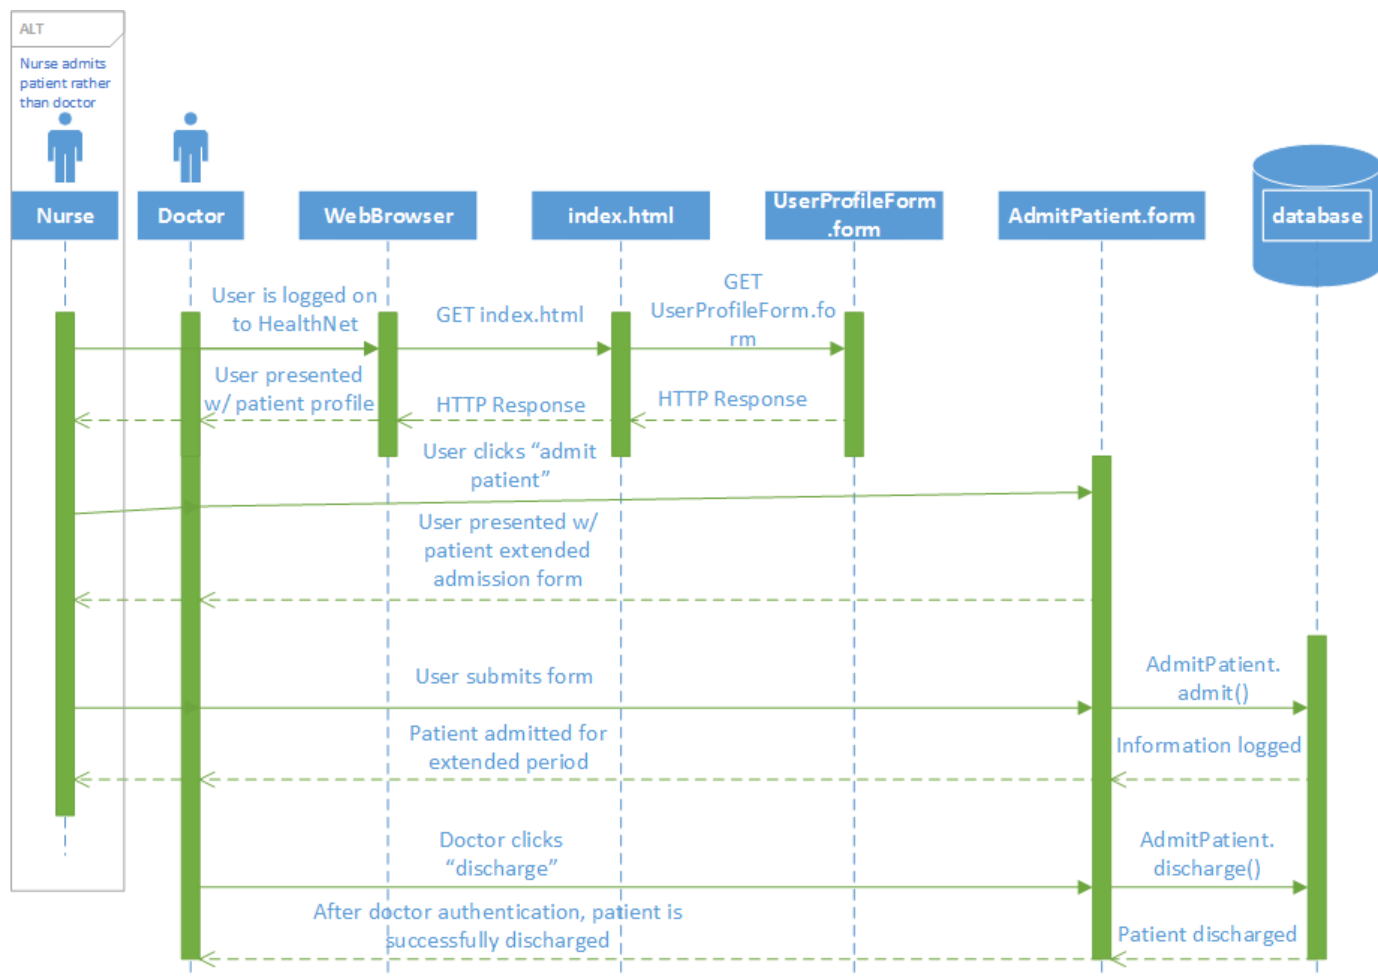 ALT
Nurse admits
patient rather
than doctor
Nurse
Doctor
WebBrowser
index.html
UserProfileForm
.form
AdmitPatient.form
database
User is logged on
to HealthNet
GET index.html
GET
UserProfileForm.fo
rm
User presented
w/ patient profile
HTTP Response
HTTP Response
User clicks “admit
patient”
User presented w/
patient extended
admission form
User submits form
AdmitPatient.
admit()
Patient admitted for
extended period
Information logged
Doctor clicks
“discharge”
AdmitPatient.
discharge()
After doctor authentication, patient is
successfully discharged
Patient discharged